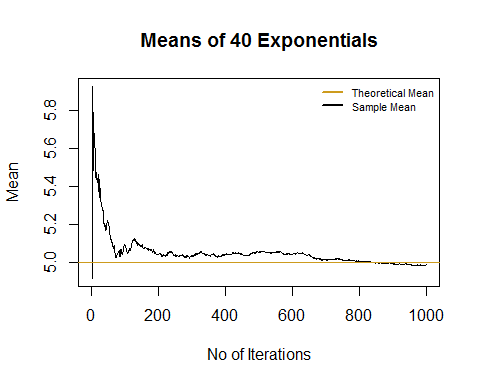 Means of 40 Exponentials
Theoretical Mean
Sample Mean
Mean
5.8
5.6
5.4
5.2
5.0
0 200 400 600 800 1000
No of Iterations